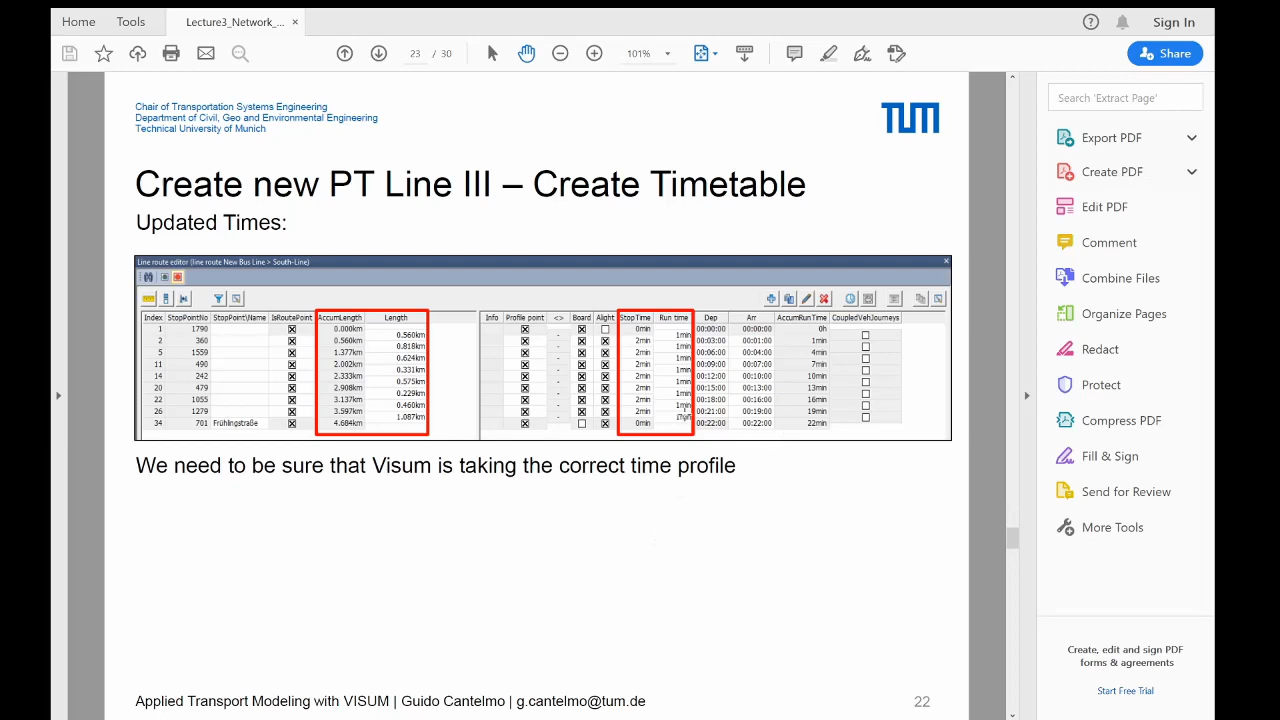 Home Tools Lecture3_Network_... × Sign In
23 / 30 101% Share
Chair of Transportation Systems Engineering
Department of Civil, Geo and Environmental Engineering
Technical University of Munich
TUM
Create new PT Line III – Create Timetable
Updated Times:
Line route editor (line route New Bus Line > South-Line)
Index StopPointNo StopPoint\Name IsRoutePoint AccumLength Length Info Profile point <> Board Alight StopTime Run time Dep Arr AccumRunTime CoupledVehJourneys
1 1790 0.000km 0min 00:00:00 00:00:00 0h
0.560km - 1min
2 360 0.560km 2min 00:03:00 00:01:00 1min
0.818km - 1min
5 1559 1.377km 2min 00:06:00 00:04:00 4min
0.624km - 1min
11 490 2.002km 2min 00:09:00 00:07:00 7min
0.331km - 1min
14 242 2.333km 2min 00:12:00 00:10:00 10min
0.575km - 1min
20 479 2.908km 2min 00:15:00 00:13:00 13min
0.229km - 1min
22 1055 3.137km 2min 00:18:00 00:16:00 16min
0.460km - 1min
26 1279 3.597km 2min 00:21:00 00:19:00 19min
1.087km -
34 701 Frühlingstraße 4.684km 0min 00:22:00 00:22:00 22min
We need to be sure that Visum is taking the correct time profile
Applied Transport Modeling with VISUM | Guido Cantelmo | g.cantelmo@tum.de 22
Search 'Extract Page'
Export PDF
Create PDF
Edit PDF
Comment
Combine Files
Organize Pages
Redact
Protect
Compress PDF
Fill & Sign
Send for Review
More Tools
Create, edit and sign PDF
forms & agreements
Start Free Trial